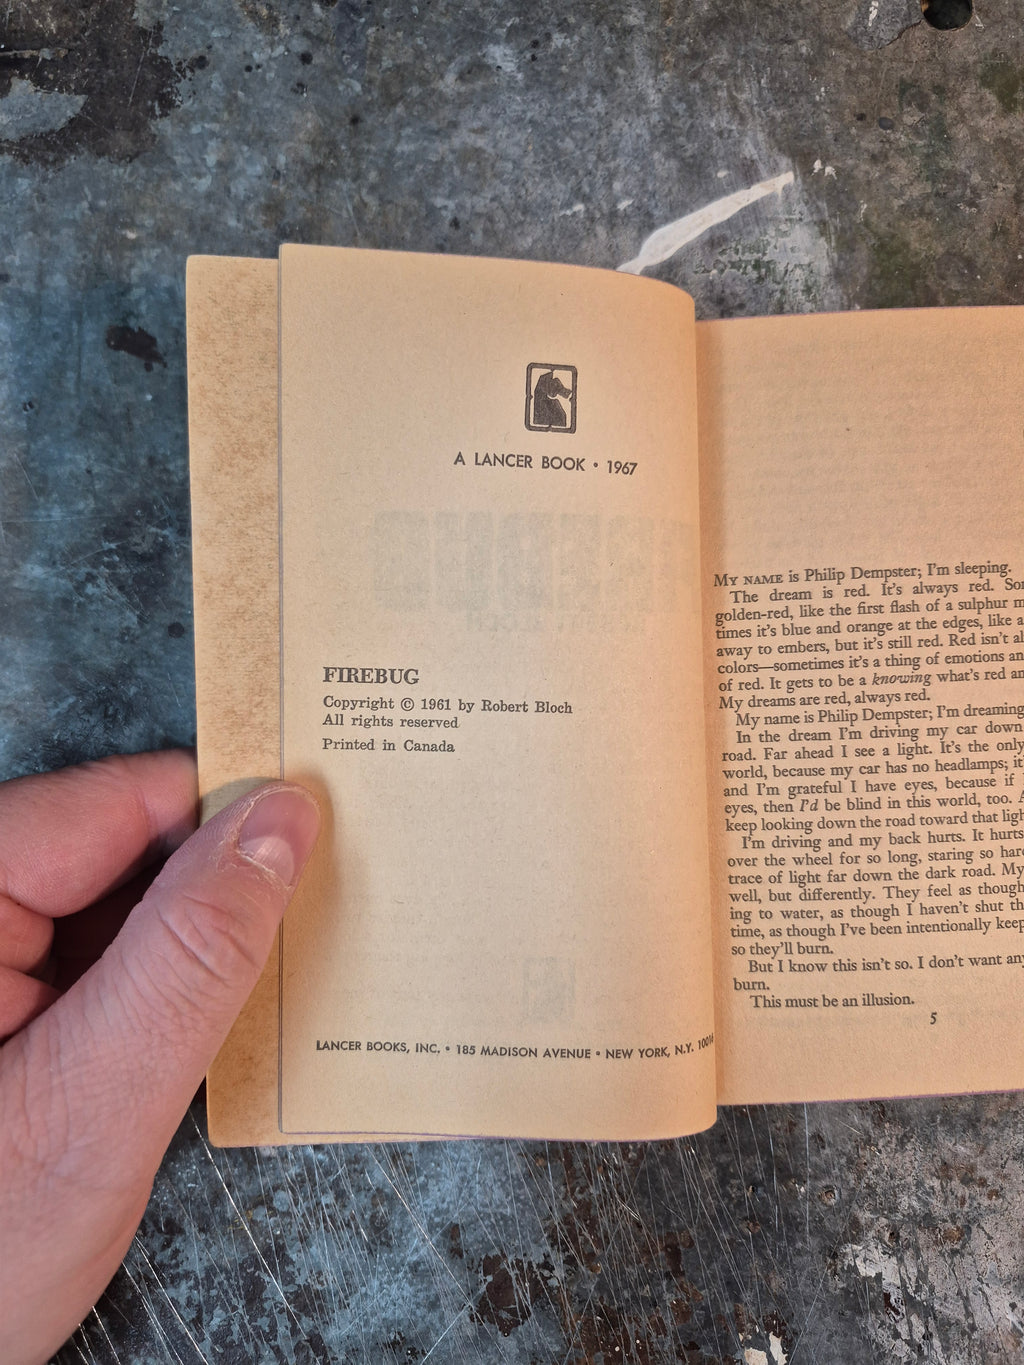 A LANCER BOOK • 1967
FIREBUG
Copyright © 1961 by Robert Bloch
All rights reserved
Printed in Canada
LANCER BOOKS, INC. • 185 MADISON AVENUE • NEW YORK, N.Y.
MY NAME is Philip Dempster; I'm sleeping.
The dream is red. It's always red.
golden-red, like the first flash of a sulphur
times it's blue and orange at the edges, like a
away to embers, but it's still red. Red isn't
colors—sometimes it's a thing of emotions
of red. It gets to be a knowing what's red
My dreams are red, always red.
My name is Philip Dempster; I'm dreaming
In the dream I'm driving my car down
road. Far ahead I see a light. It's the only
world, because my car has no headlamps;
and I'm grateful I have eyes, because if
eyes, then I'd be blind in this world, too.
keep looking down the road toward that
I'm driving and my back hurts. It hurts
over the wheel for so long, staring so
trace of light far down the dark road. My
well, but differently. They feel as though
ing to water, as though I haven't shut
time, as though I've been intentionally
so they'll burn.
But I know this isn't so. I don't want
burn.
This must be an illusion.
5